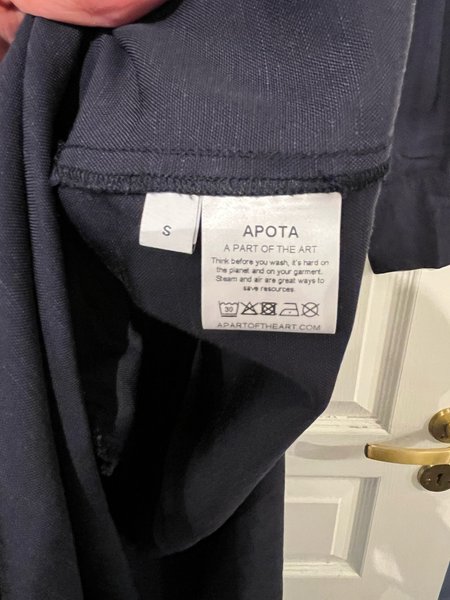 S
APOTA
A PART OF THE ART
Think before you wash, it's hard on
the planet and on your garment.
Steam and air are great ways to
save resources.
30
APARTOFTHEART.COM